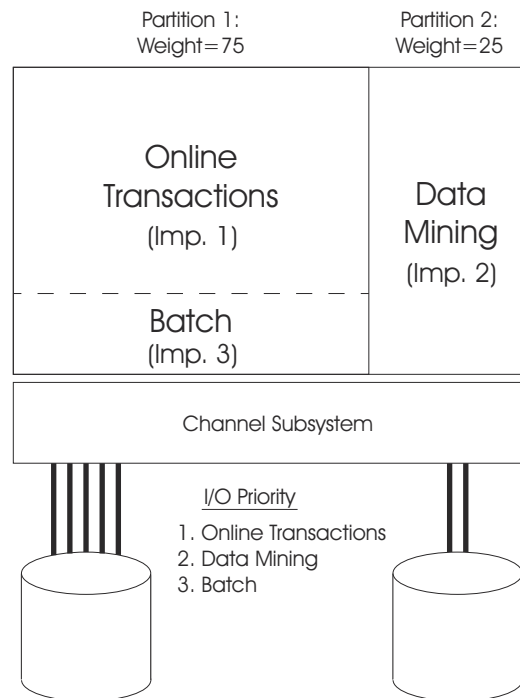 Partition 1:
Weight=75
Partition 2:
Weight=25
Online
Transactions
(Imp. 1)
Data
Mining
(Imp. 2)
Batch
(Imp. 3)
Channel Subsystem
I/O Priority
1. Online Transactions
2. Data Mining
3. Batch